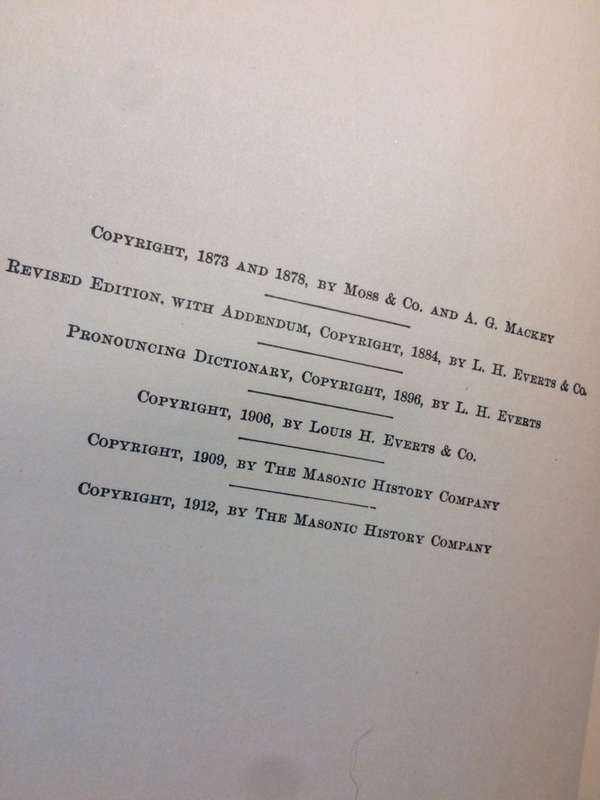 Copyright, 1873 and 1878, by Moss & Co. and A. G. Mackey
Revised Edition, with Addendum, Copyright, 1884, by L. H. Everts & Co.
Pronouncing Dictionary, Copyright, 1896, by L. H. Everts
Copyright, 1906, by Louis H. Everts & Co.
Copyright, 1909, by The Masonic History Company
Copyright, 1912, by The Masonic History Company